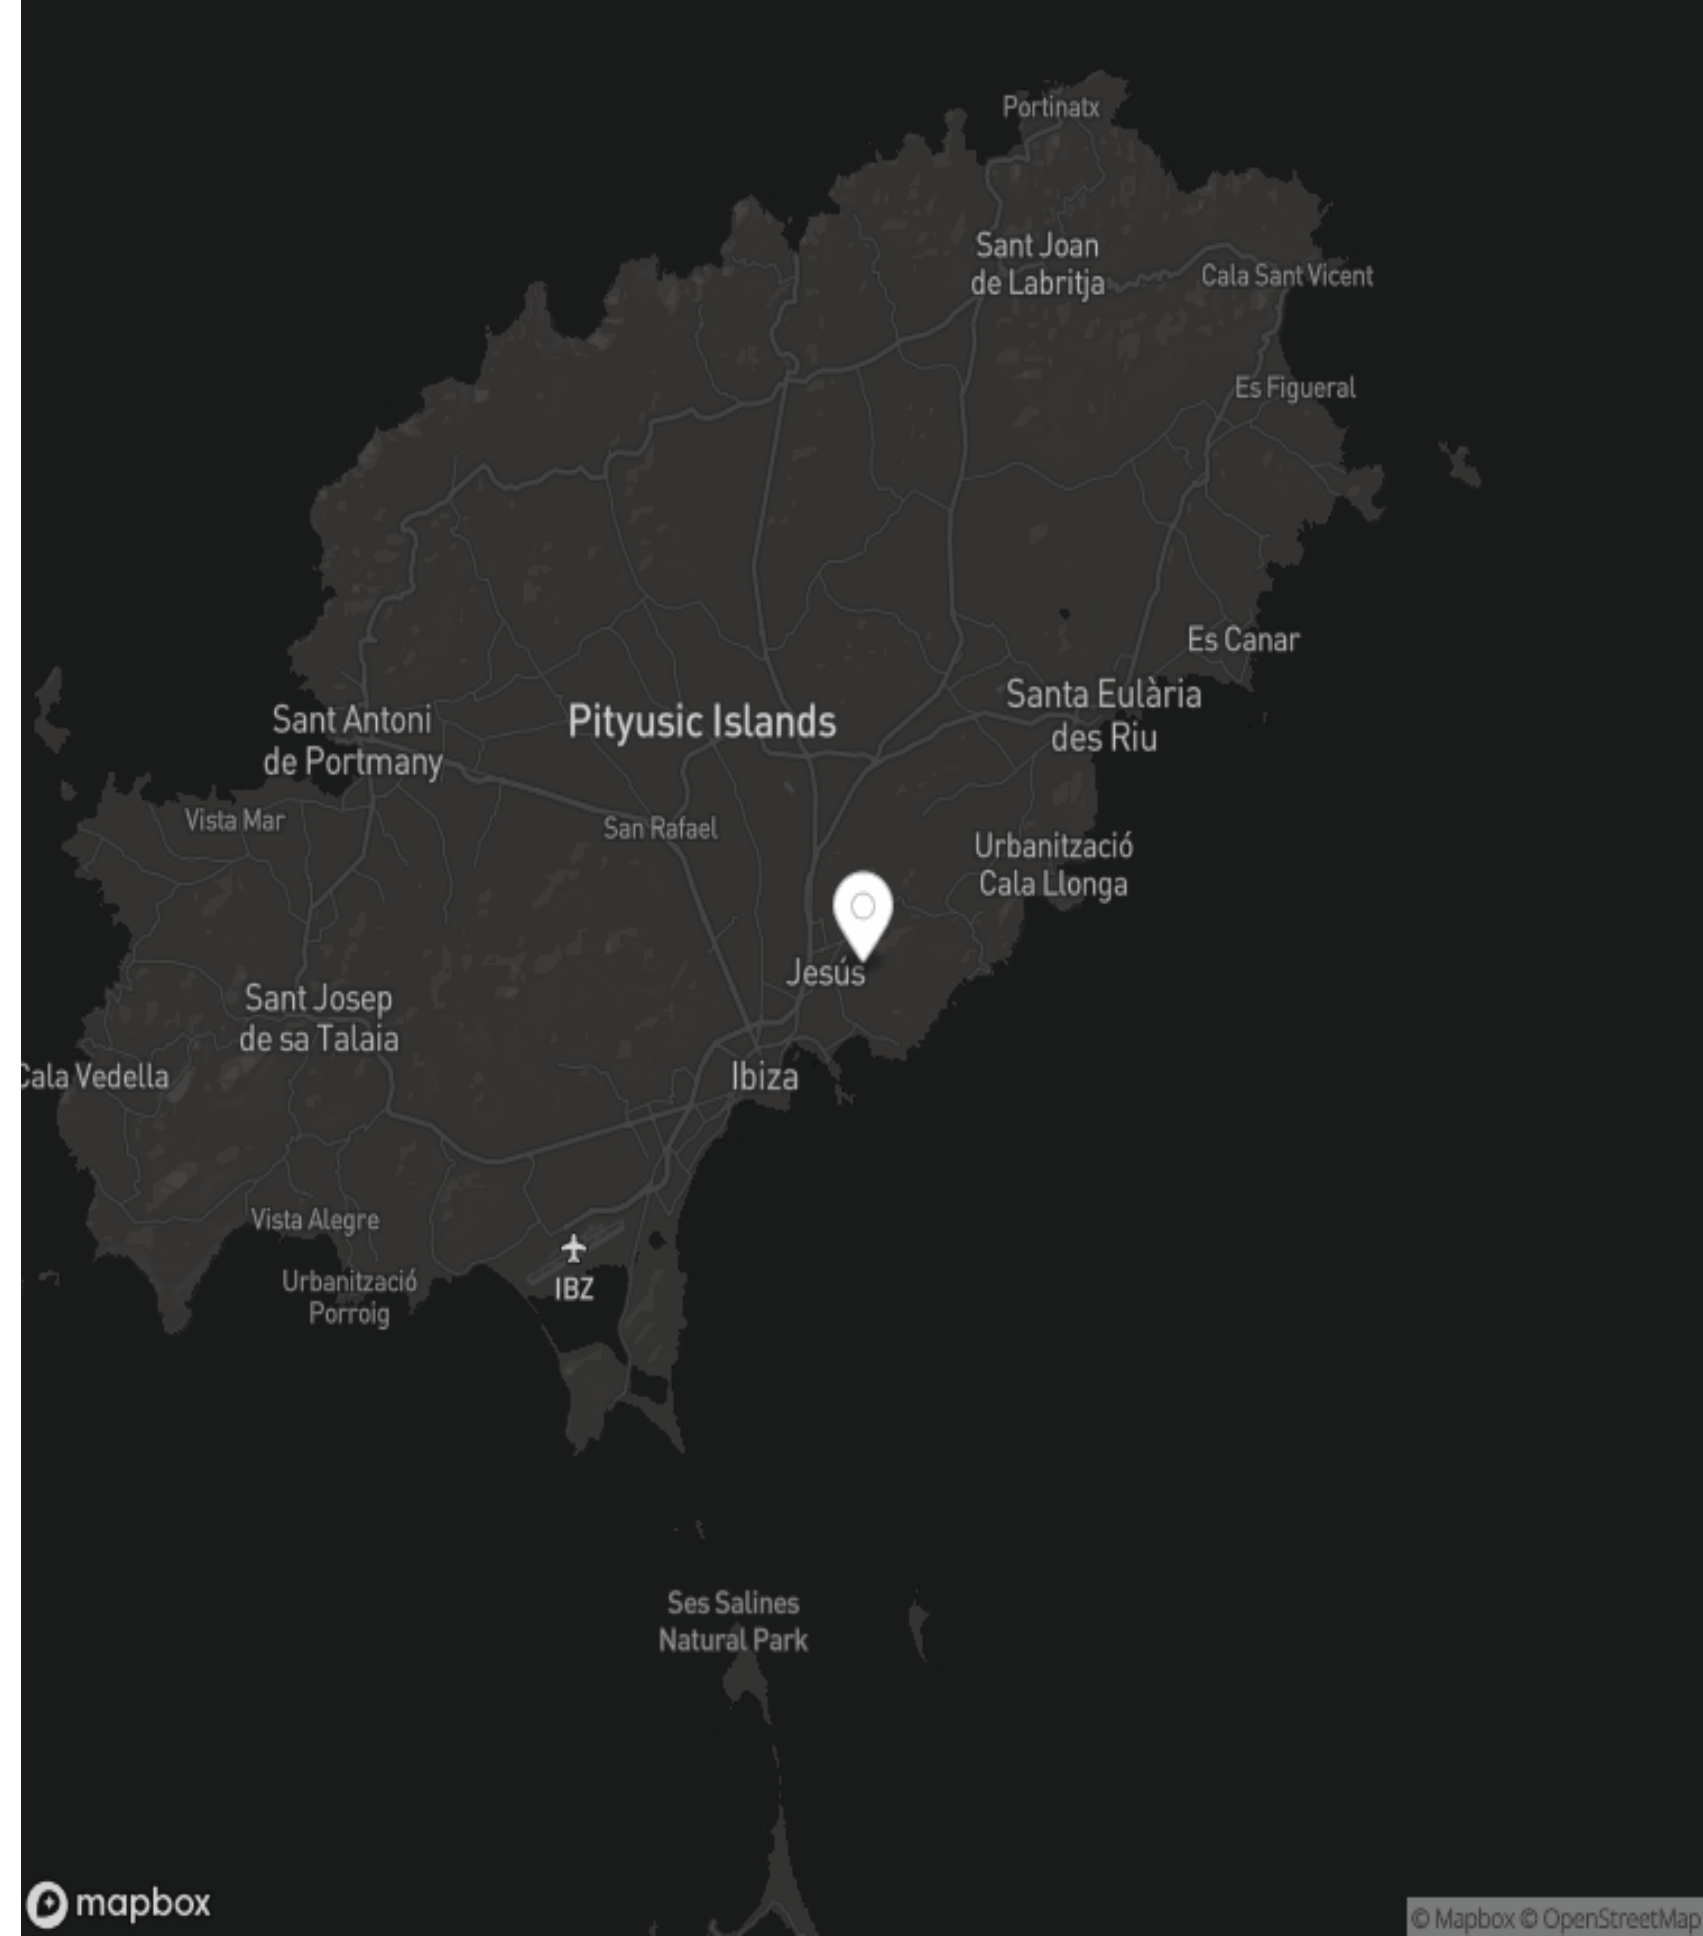 Portinatx
Sant Joan
de Labritja
Cala Sant Vicent
Es Figueral
Es Canar
Santa Eulària
des Riu
Sant Antoni
de Portmany
Pityusic Islands
Vista Mar
San Rafael
Urbanització
Cala Llonga
Jesús
Sant Josep
de sa Talaia
Cala Vedella
Ibiza
Vista Alegre
Urbanització
Porroig
IBZ
Ses Salines
Natural Park
mapbox
© Mapbox © OpenStreetMap